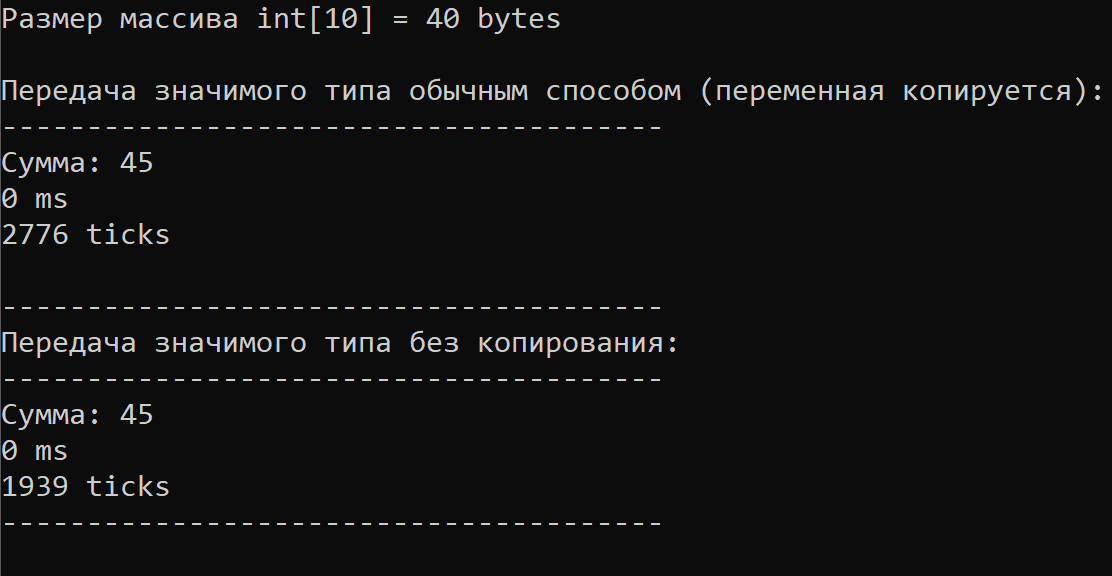 Размер массива int[10] = 40 bytes
Передача значимого типа обычным способом (переменная копируется):
---------------------------------------
Сумма: 45
0 ms
2776 ticks
---------------------------------------
Передача значимого типа без копирования:
---------------------------------------
Сумма: 45
0 ms
1939 ticks
---------------------------------------